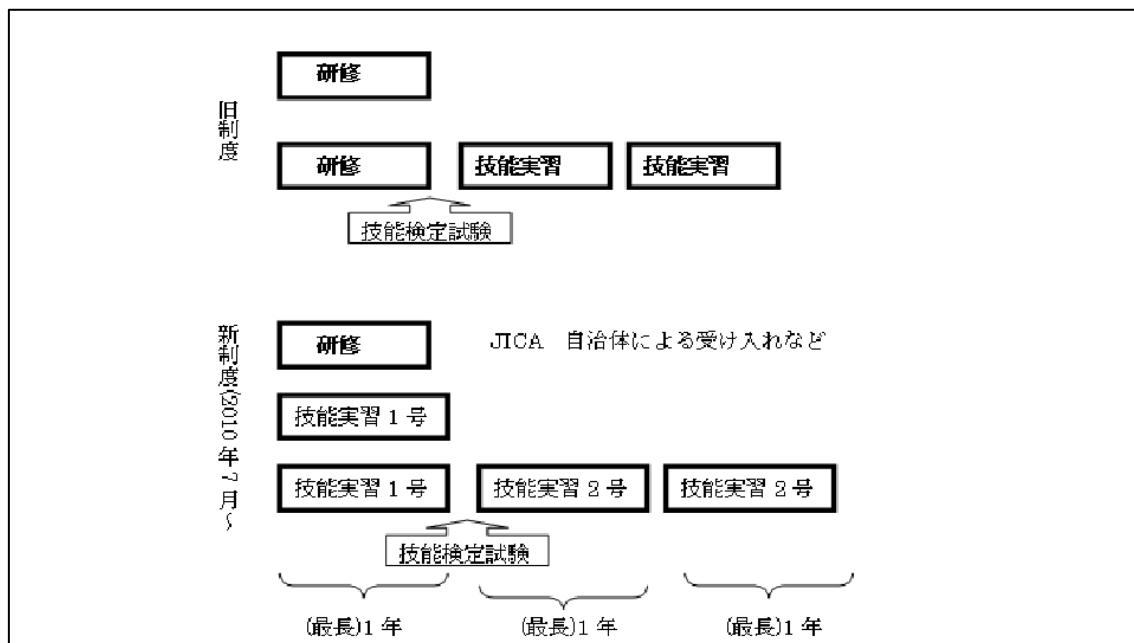 旧制度
研修
研修 技能実習 技能実習
技能検定試験
新制度(2010年7月~
研修 JICA 自治体による受け入れなど
技能実習1号
技能実習1号 技能実習2号 技能実習2号
技能検定試験
(最長)1年 (最長)1年 (最長)1年